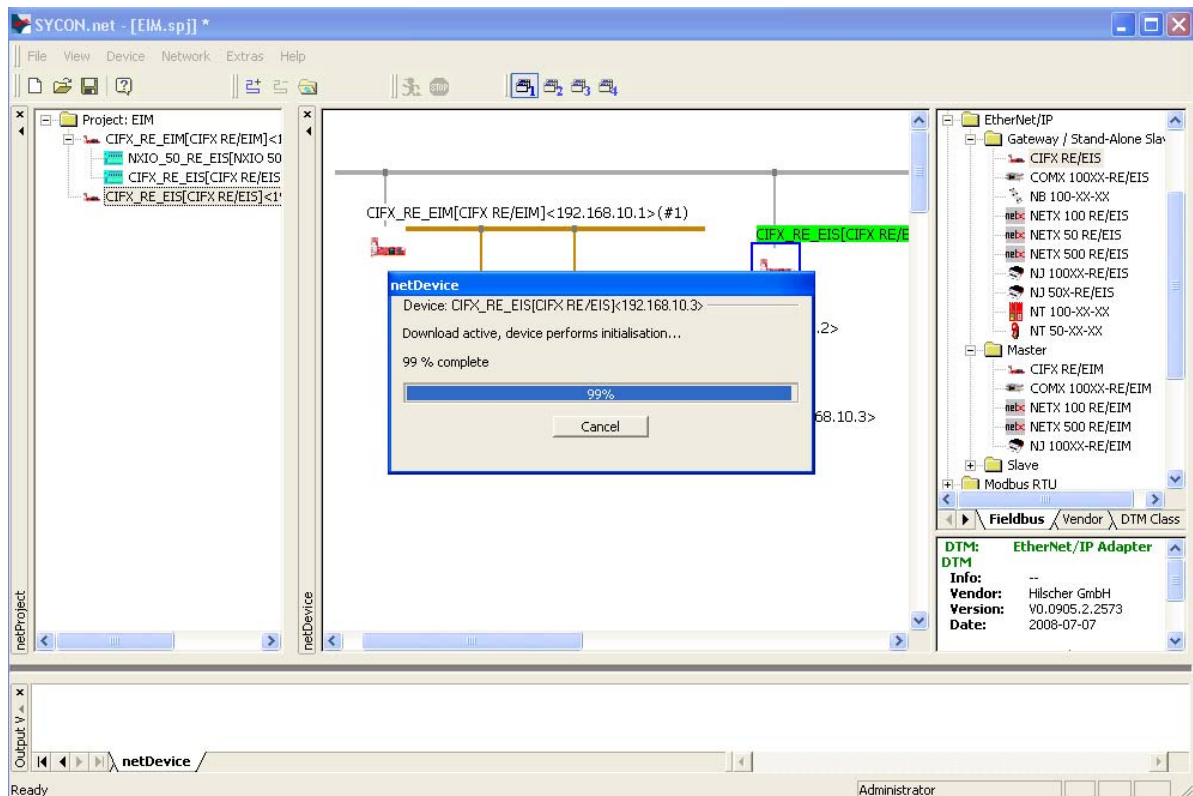 SYCON.net - [EIM.spj] *
File View Device Network Extras Help
Project: EIM
CIFX_RE_EIM[CIFX RE/EIM]<1
NXIO_50_RE_EIS[NXIO 50
CIFX_RE_EIS[CIFX RE/EIS
CIFX_RE_EIS[CIFX RE/EIS]<1
netProject
CIFX_RE_EIM[CIFX RE/EIM]<192.168.10.1>(#1)
CIFX_RE_EIS[CIFX RE/E
.2>
68.10.3>
netDevice
netDevice
Device: CIFX_RE_EIS[CIFX RE/EIS]<192.168.10.3>
Download active, device performs initialisation...
99 % complete
99%
Cancel
EtherNet/IP
Gateway / Stand-Alone Slav
CIFX RE/EIS
COMX 100XX-RE/EIS
NB 100-XX-XX
NETX 100 RE/EIS
NETX 50 RE/EIS
NETX 500 RE/EIS
NJ 100XX-RE/EIS
NJ 50X-RE/EIS
NT 100-XX-XX
NT 50-XX-XX
Master
CIFX RE/EIM
COMX 100XX-RE/EIM
NETX 100 RE/EIM
NETX 500 RE/EIM
NJ 100XX-RE/EIM
Slave
Modbus RTU
Fieldbus Vendor DTM Class
DTM: EtherNet/IP Adapter
DTM
Info: --
Vendor: Hilscher GmbH
Version: V0.0905.2.2573
Date: 2008-07-07
Output V
netDevice
Ready
Administrator